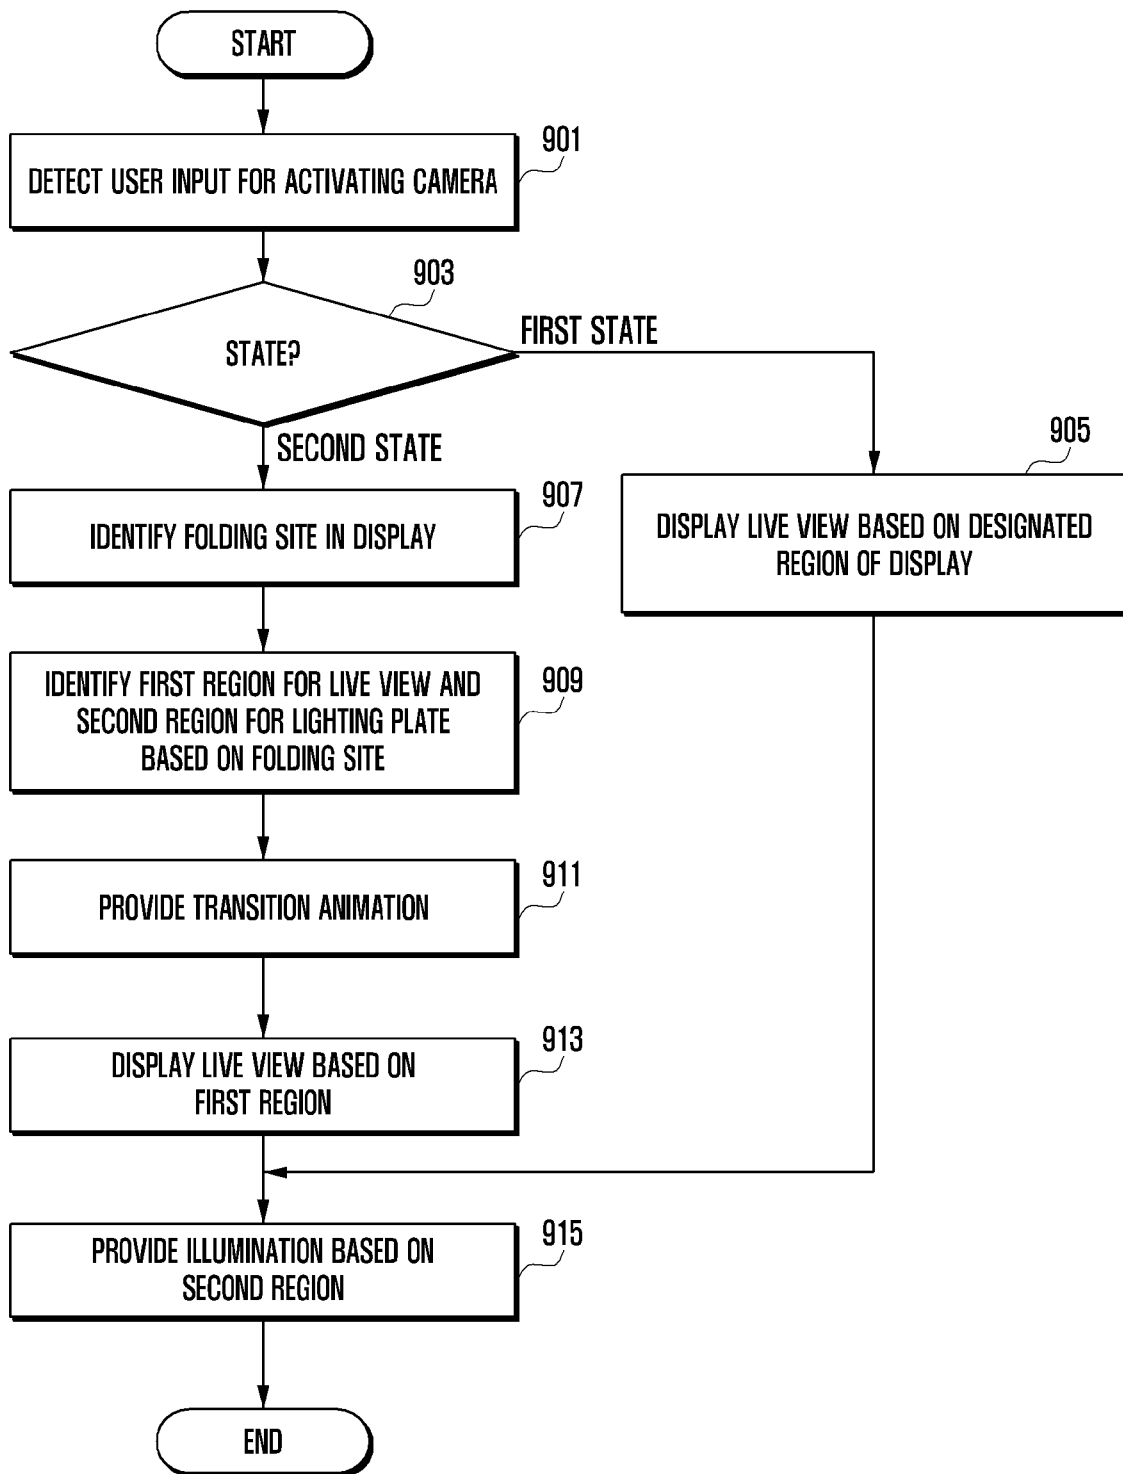 START
901
DETECT USER INPUT FOR ACTIVATING CAMERA
903
STATE?
FIRST STATE
SECOND STATE
905
DISPLAY LIVE VIEW BASED ON DESIGNATED
REGION OF DISPLAY
907
IDENTIFY FOLDING SITE IN DISPLAY
909
IDENTIFY FIRST REGION FOR LIVE VIEW AND
SECOND REGION FOR LIGHTING PLATE
BASED ON FOLDING SITE
911
PROVIDE TRANSITION ANIMATION
913
DISPLAY LIVE VIEW BASED ON
FIRST REGION
915
PROVIDE ILLUMINATION BASED ON
SECOND REGION
END